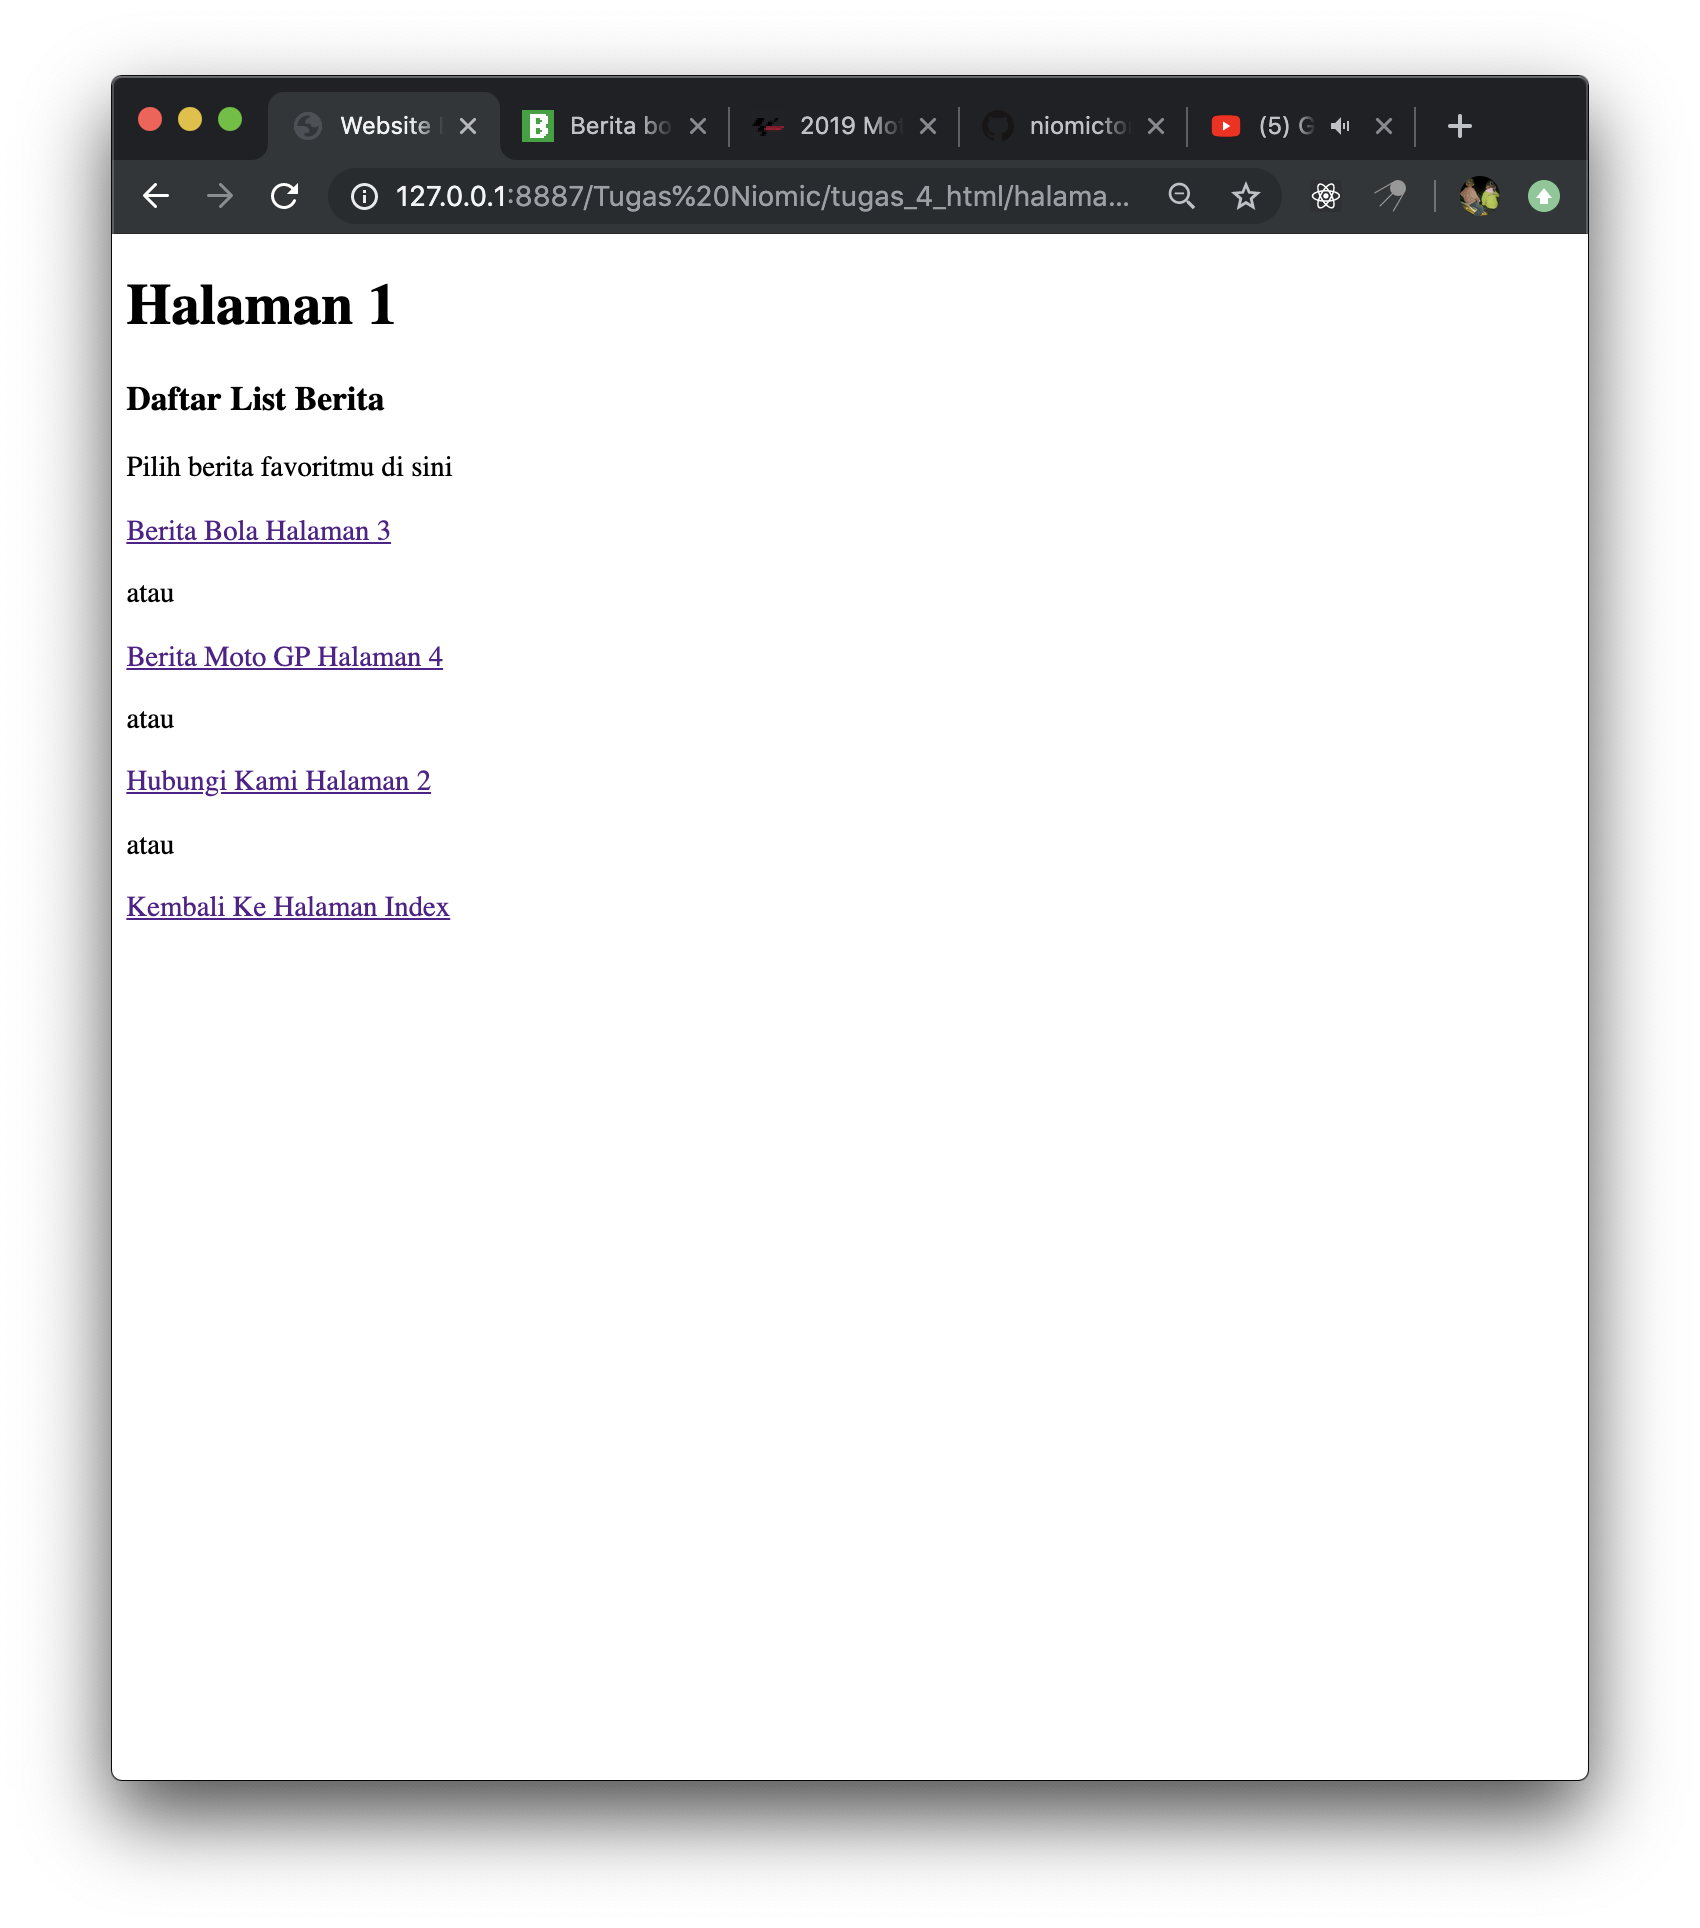 Website
Berita bo
2019 Mot
niomicto
(5) G
127.0.0.1:8887/Tugas%20Niomic/tugas_4_html/halama...
Halaman 1
Daftar List Berita
Pilih berita favoritmu di sini
Berita Bola Halaman 3
atau
Berita Moto GP Halaman 4
atau
Hubungi Kami Halaman 2
atau
Kembali Ke Halaman Index